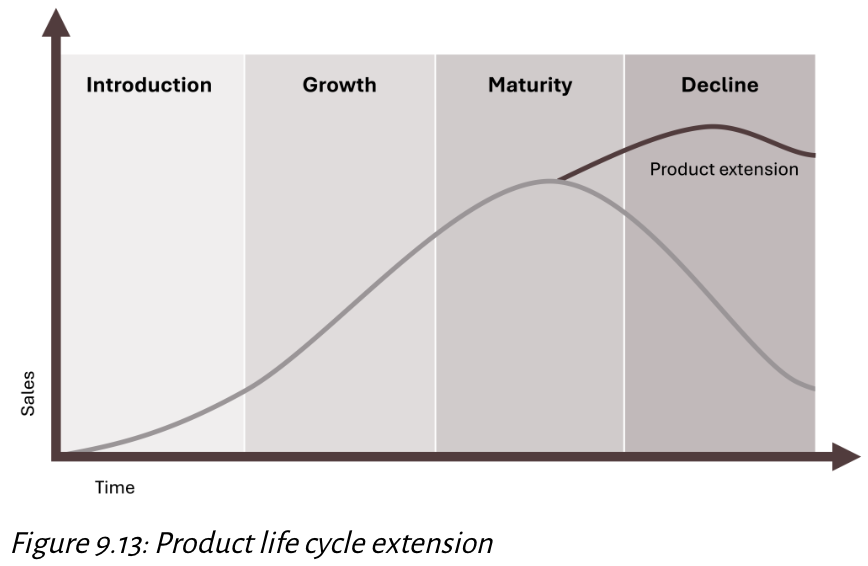 Introduction
Growth
Maturity
Decline
Product extension
Sales
Time
Figure 9.13: Product life cycle extension